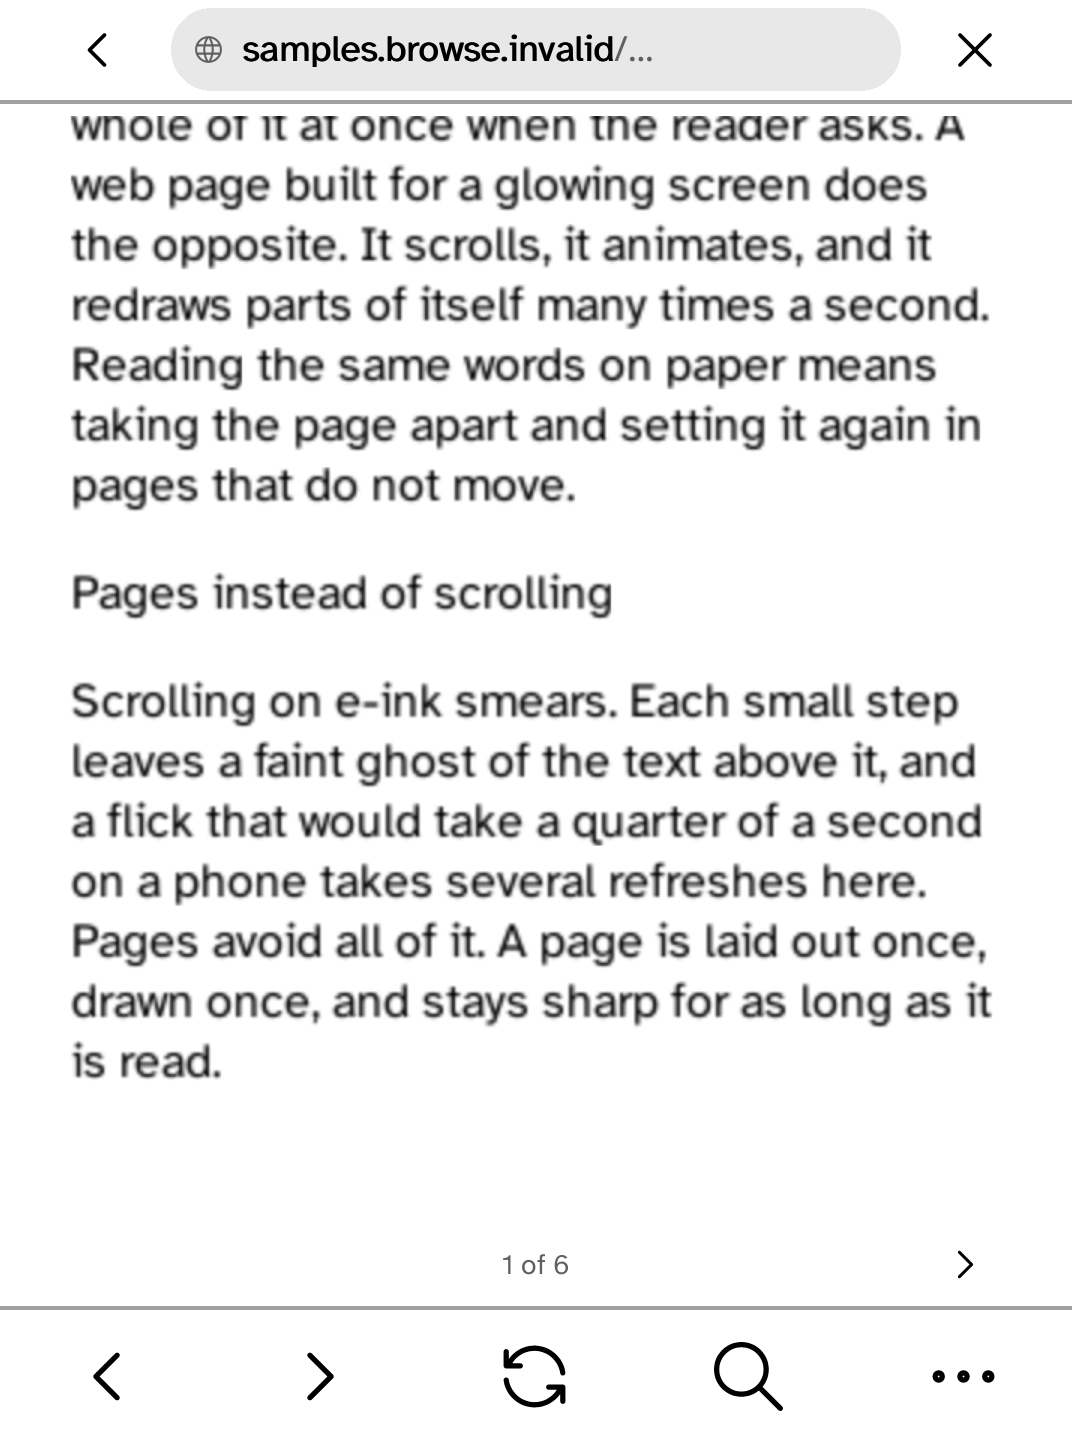 samples.browse.invalid/...
whole of it at once when the reader asks. A
web page built for a glowing screen does
the opposite. It scrolls, it animates, and it
redraws parts of itself many times a second.
Reading the same words on paper means
taking the page apart and setting it again in
pages that do not move.
Pages instead of scrolling
Scrolling on e-ink smears. Each small step
leaves a faint ghost of the text above it, and
a flick that would take a quarter of a second
on a phone takes several refreshes here.
Pages avoid all of it. A page is laid out once,
drawn once, and stays sharp for as long as it
is read.
1 of 6